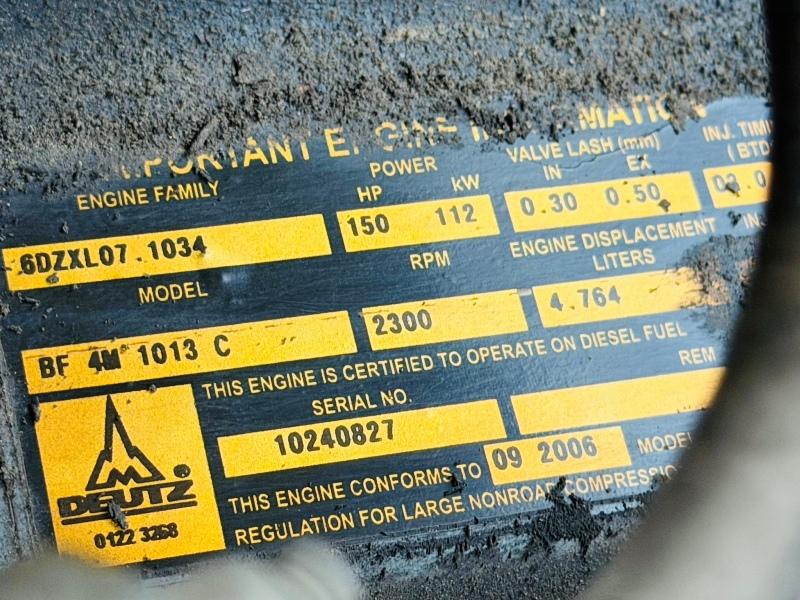 IMPORTANT ENGINE INFORMATION
ENGINE FAMILY
POWER
HP kW
VALVE LASH (mm)
IN EX
INJ.
6DZXL07.1034
150 112
0.30 0.50
MODEL
RPM
ENGINE DISPLACEMENT
LITERS
BF 4M 1013 C
2300
4.764
THIS ENGINE IS CERTIFIED TO OPERATE ON DIESEL FUEL
SERIAL NO.
REM
10240827
THIS ENGINE CONFORMS TO 09 2006 MODEL
REGULATION FOR LARGE NONROAD COMPRESSIO
DEUTZ ®
0122 3268